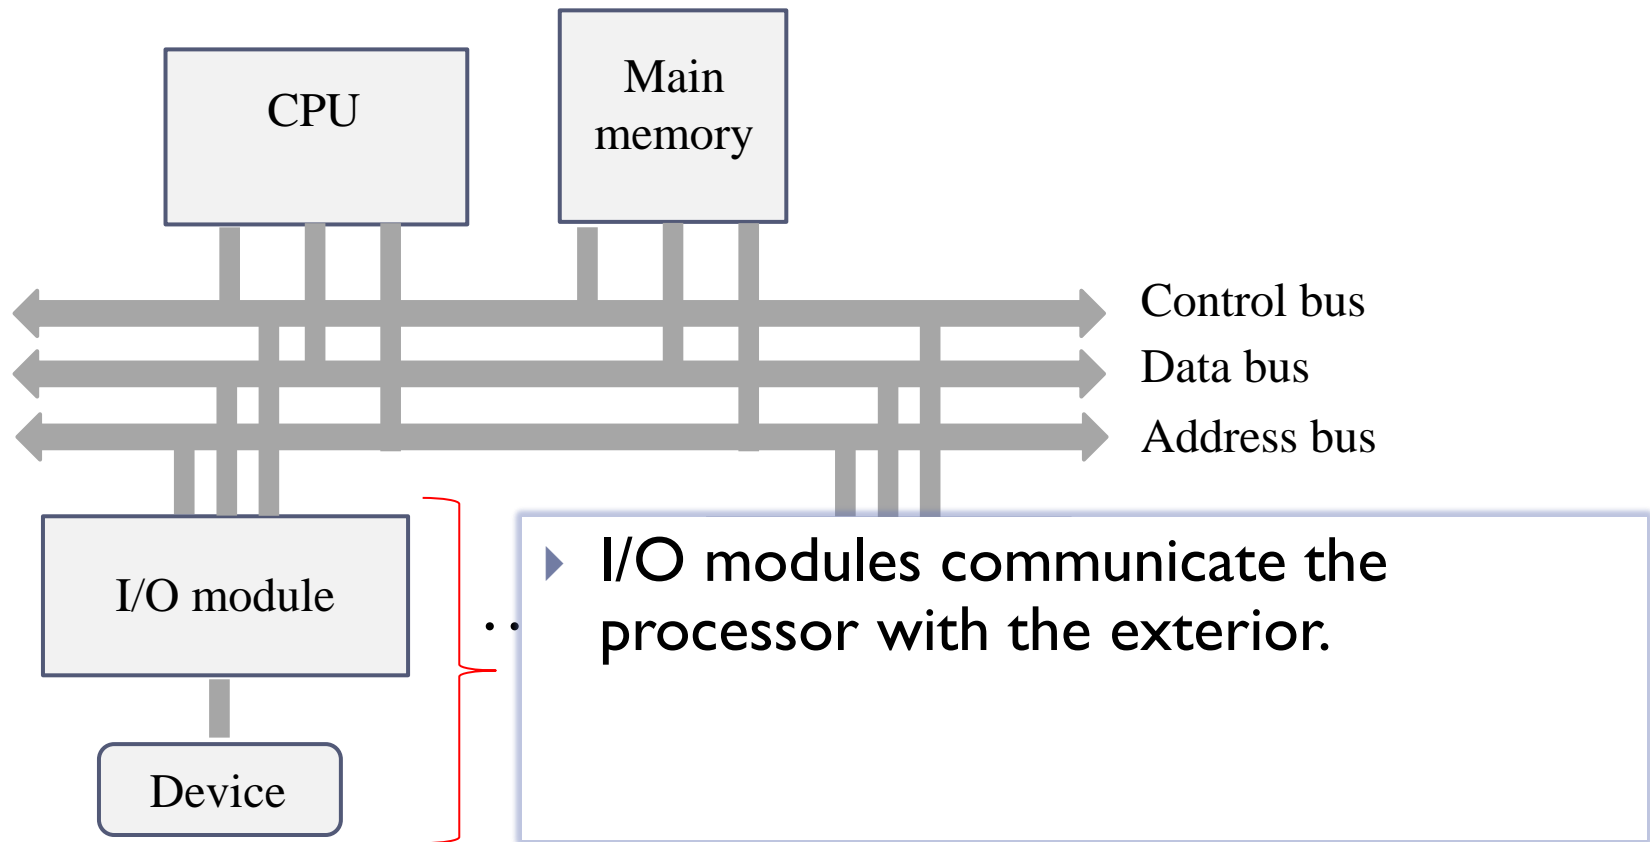 CPU
Main
memory
Control bus
Data bus
Address bus
I/O module
..
I/O modules communicate the
processor with the exterior.
Device